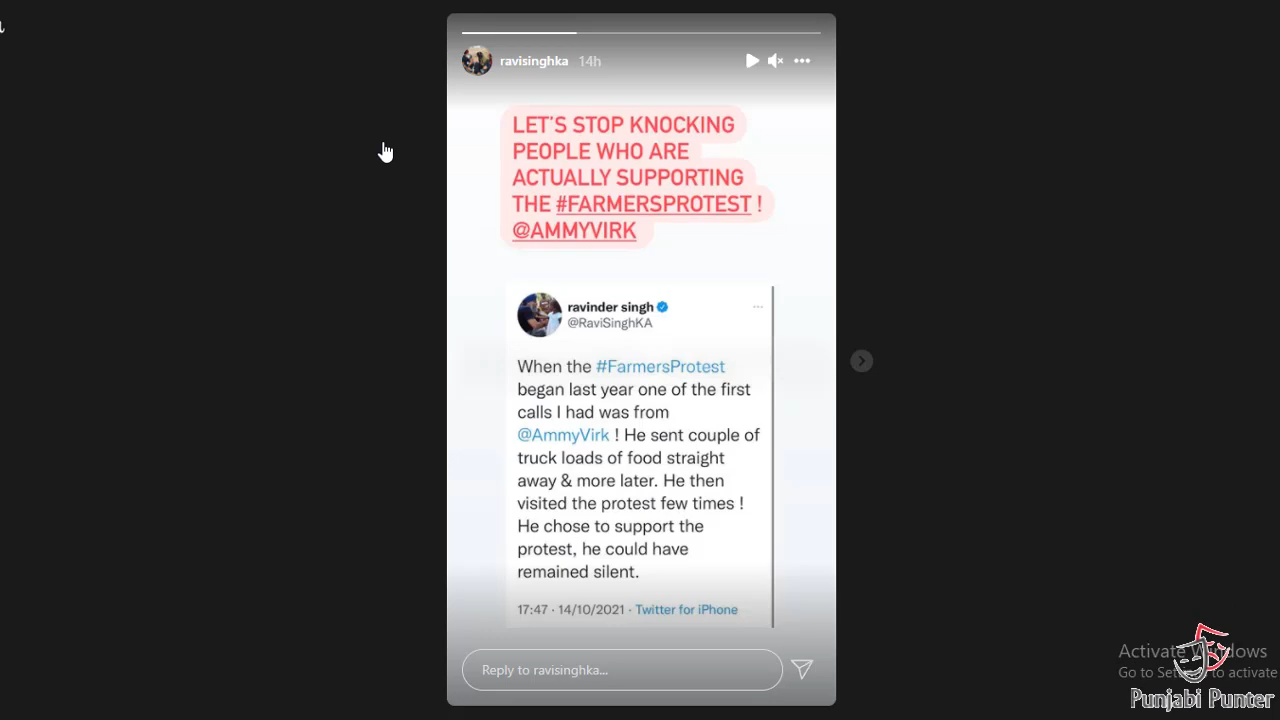 ravisinghka 14h
LET'S STOP KNOCKING
PEOPLE WHO ARE
ACTUALLY SUPPORTING
THE #FARMERSPROTEST !
@AMMYVIRK
ravinder singh
@RaviSinghKA
When the #FarmersProtest
began last year one of the first
calls I had was from
@AmmyVirk ! He sent couple of
truck loads of food straight
away & more later. He then
visited the protest few times !
He chose to support the
protest, he could have
remained silent.
17:47 · 14/10/2021 · Twitter for iPhone
Reply to ravisinghka...
Activate Windows
Go to to activate
Punjabi Punter